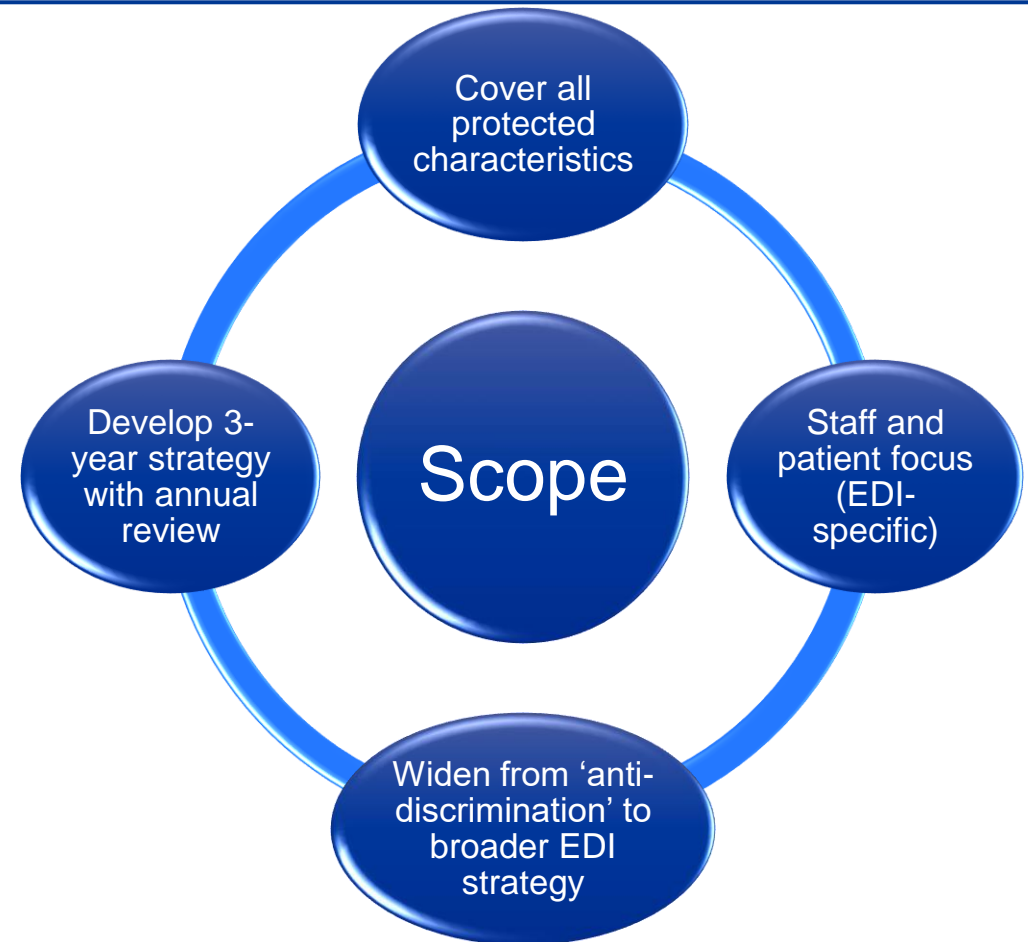 Cover all
protected
characteristics
Develop 3-
year strategy
with annual
review
Scope
Staff and
patient focus
(EDI-
specific)
Widen from ‘anti-
discrimination’ to
broader EDI
strategy